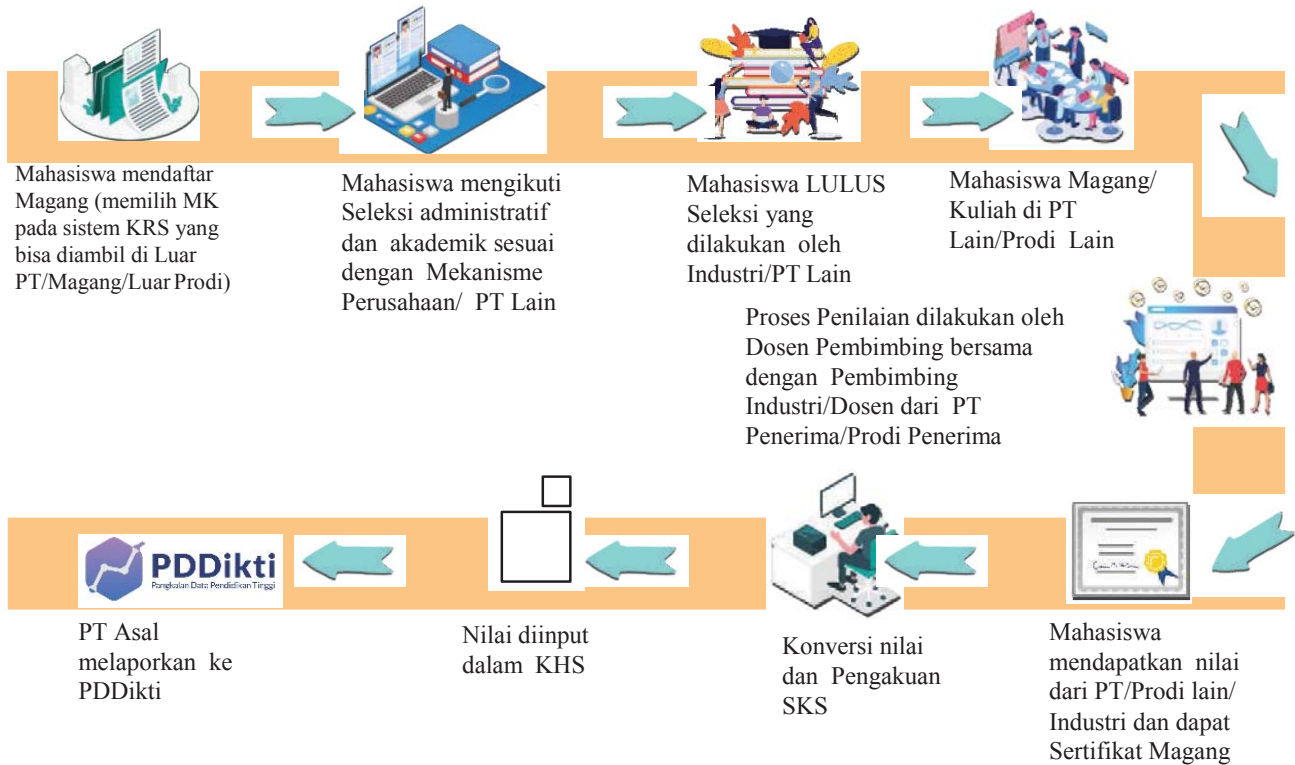 Mahasiswa mendaftar
Magang (memilih MK
pada sistem KRS yang
bisa diambil di Luar
PT/Magang/Luar Prodi)
Mahasiswa mengikuti
Seleksi administratif
dan akademik sesuai
dengan Mekanisme
Perusahaan/ PT Lain
Mahasiswa LULUS
Seleksi yang
dilakukan oleh
Industri/PT Lain
Mahasiswa Magang/
Kuliah di PT
Lain/Prodi Lain
Proses Penilaian dilakukan oleh
Dosen Pembimbing bersama
dengan Pembimbing
Industri/Dosen dari PT
Penerima/Prodi Penerima
Mahasiswa
mendapatkan nilai
dari PT/Prodi lain/
Industri dan dapat
Sertifikat Magang
Konversi nilai
dan Pengakuan
SKS
Nilai diinput
dalam KHS
PDDikti
Pangkalan Data Pendidikan Tinggi
PT Asal
melaporkan ke
PDDikti